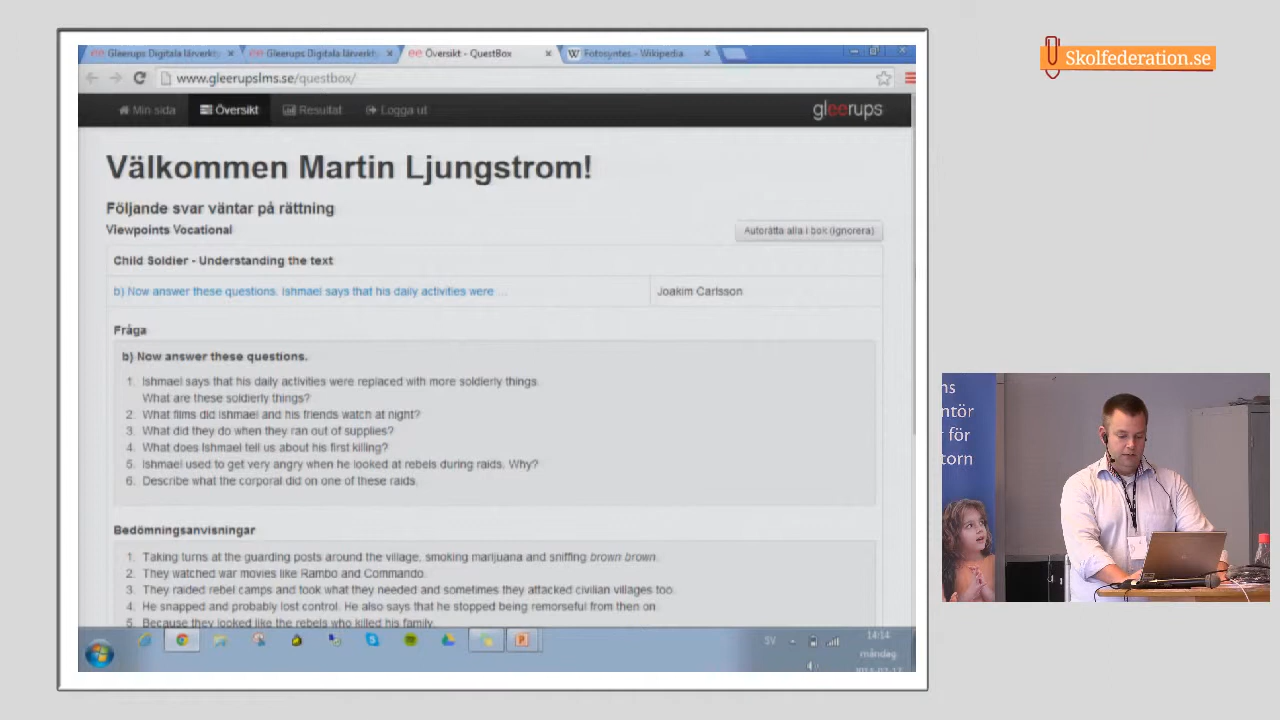 Gleerups Digitala lärverkty
Gleerups Digitala lärverkty
Översikt - QuestBox
Fotosyntes - Wikipedia
www.gleerupslms.se/questbox/
Min sida
Översikt
Resultat
Logga ut
gleerups
Välkommen Martin Ljungstrom!
Följande svar väntar på rättning
Viewpoints Vocational
Autorätta alla i box (ignorera)
Child Soldier - Understanding the text
b) Now answer these questions. Ishmael says that his daily activities were ...
Joakim Carlsson
Fråga
b) Now answer these questions.
1. Ishmael says that his daily activities were replaced with more soldierly things.
What are these soldierly things?
2. What films did Ishmael and his friends watch at night?
3. What did they do when they ran out of supplies?
4. What does Ishmael tell us about his first killing?
5. Ishmael used to get very angry when he looked at rebels during raids. Why?
6. Describe what the corporal did on one of these raids.
Bedömningsanvisningar
1. Taking turns at the guarding posts around the village, smoking marijuana and sniffing brown brown.
2. They watched war movies like Rambo and Commando.
3. They raided rebel camps and took what they needed and sometimes they attacked civilian villages too.
4. He snapped and probably lost control. He also says that he stopped being remorseful from then on.
5. Because they looked like the rebels who killed his family.
SV
14:14
måndag
Skolfederation.se
ns
ntör
r för
torn